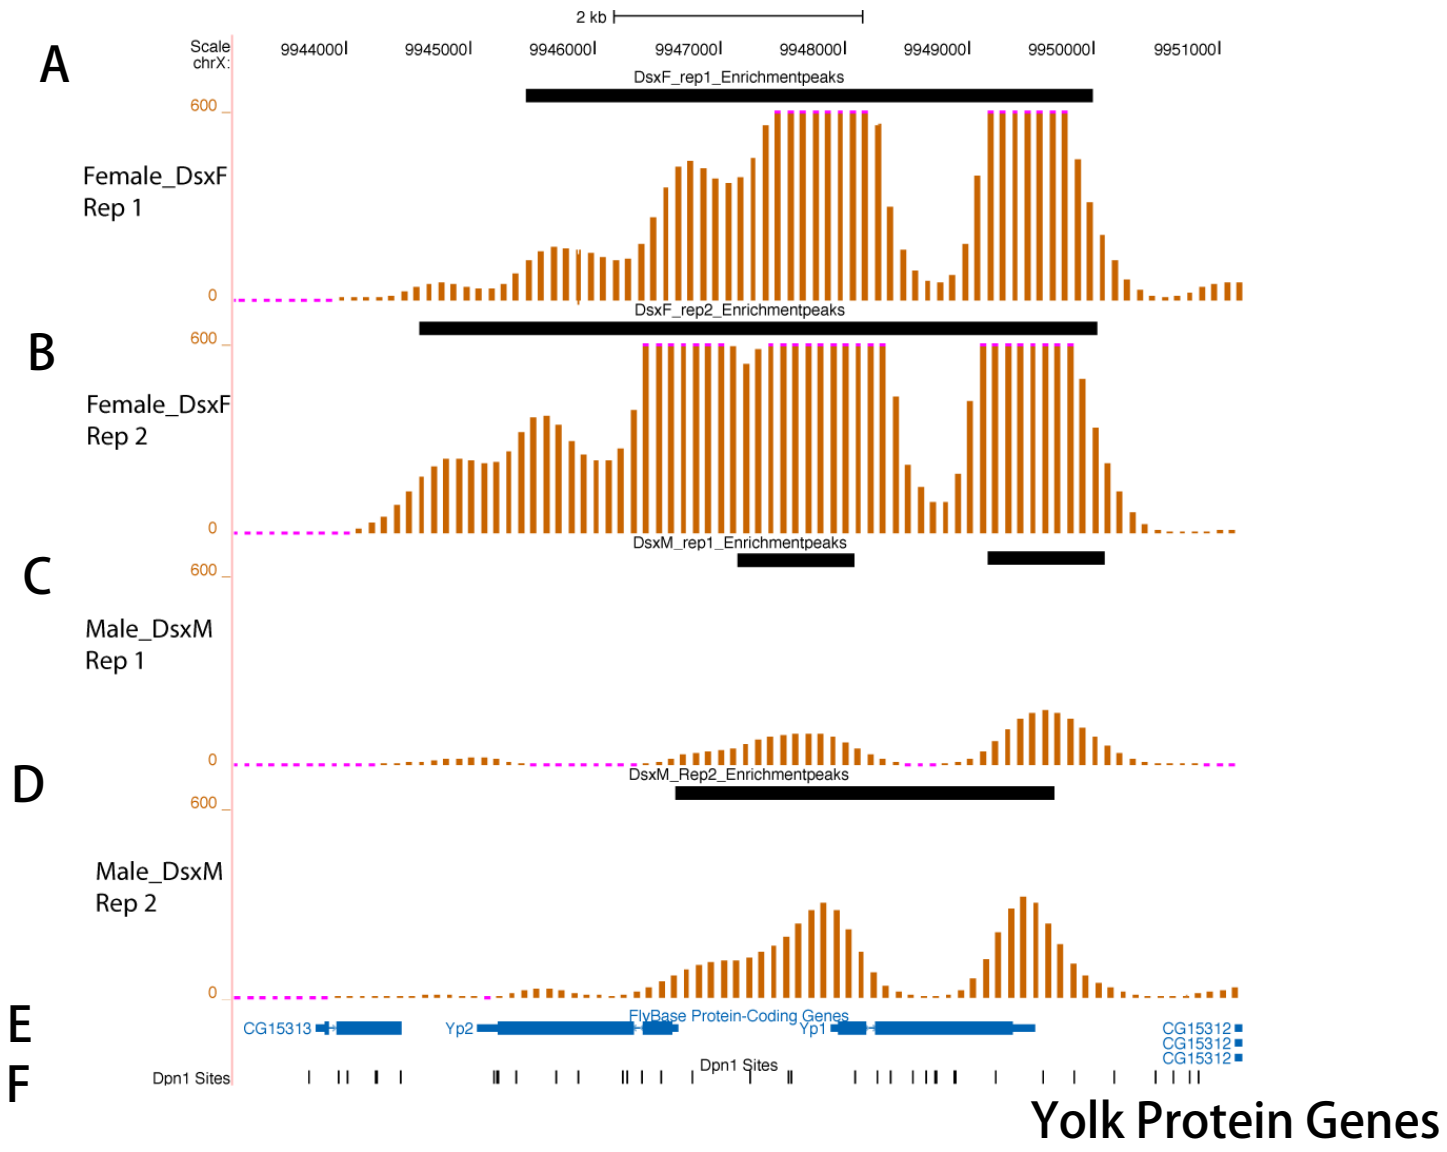 2 kb
Scale
chrX:
9944000
9945000
9946000
9947000
9948000
9949000
9950000
9951000
A
DsxF_rep1_Enrichmentpeaks
600
Female_DsxF
Rep 1
0
DsxF_rep2_Enrichmentpeaks
B
600
Female_DsxF
Rep 2
0
DsxM_rep1_Enrichmentpeaks
C
600
Male_DsxM
Rep 1
0
DsxM_Rep2_Enrichmentpeaks
D
600
Male_DsxM
Rep 2
0
E
FlyBase Protein-Coding Genes
CG15313
Yp2
Yp1
CG15312
CG15312
CG15312
F
Dpn1 Sites
Dpn1 Sites
Yolk Protein Genes